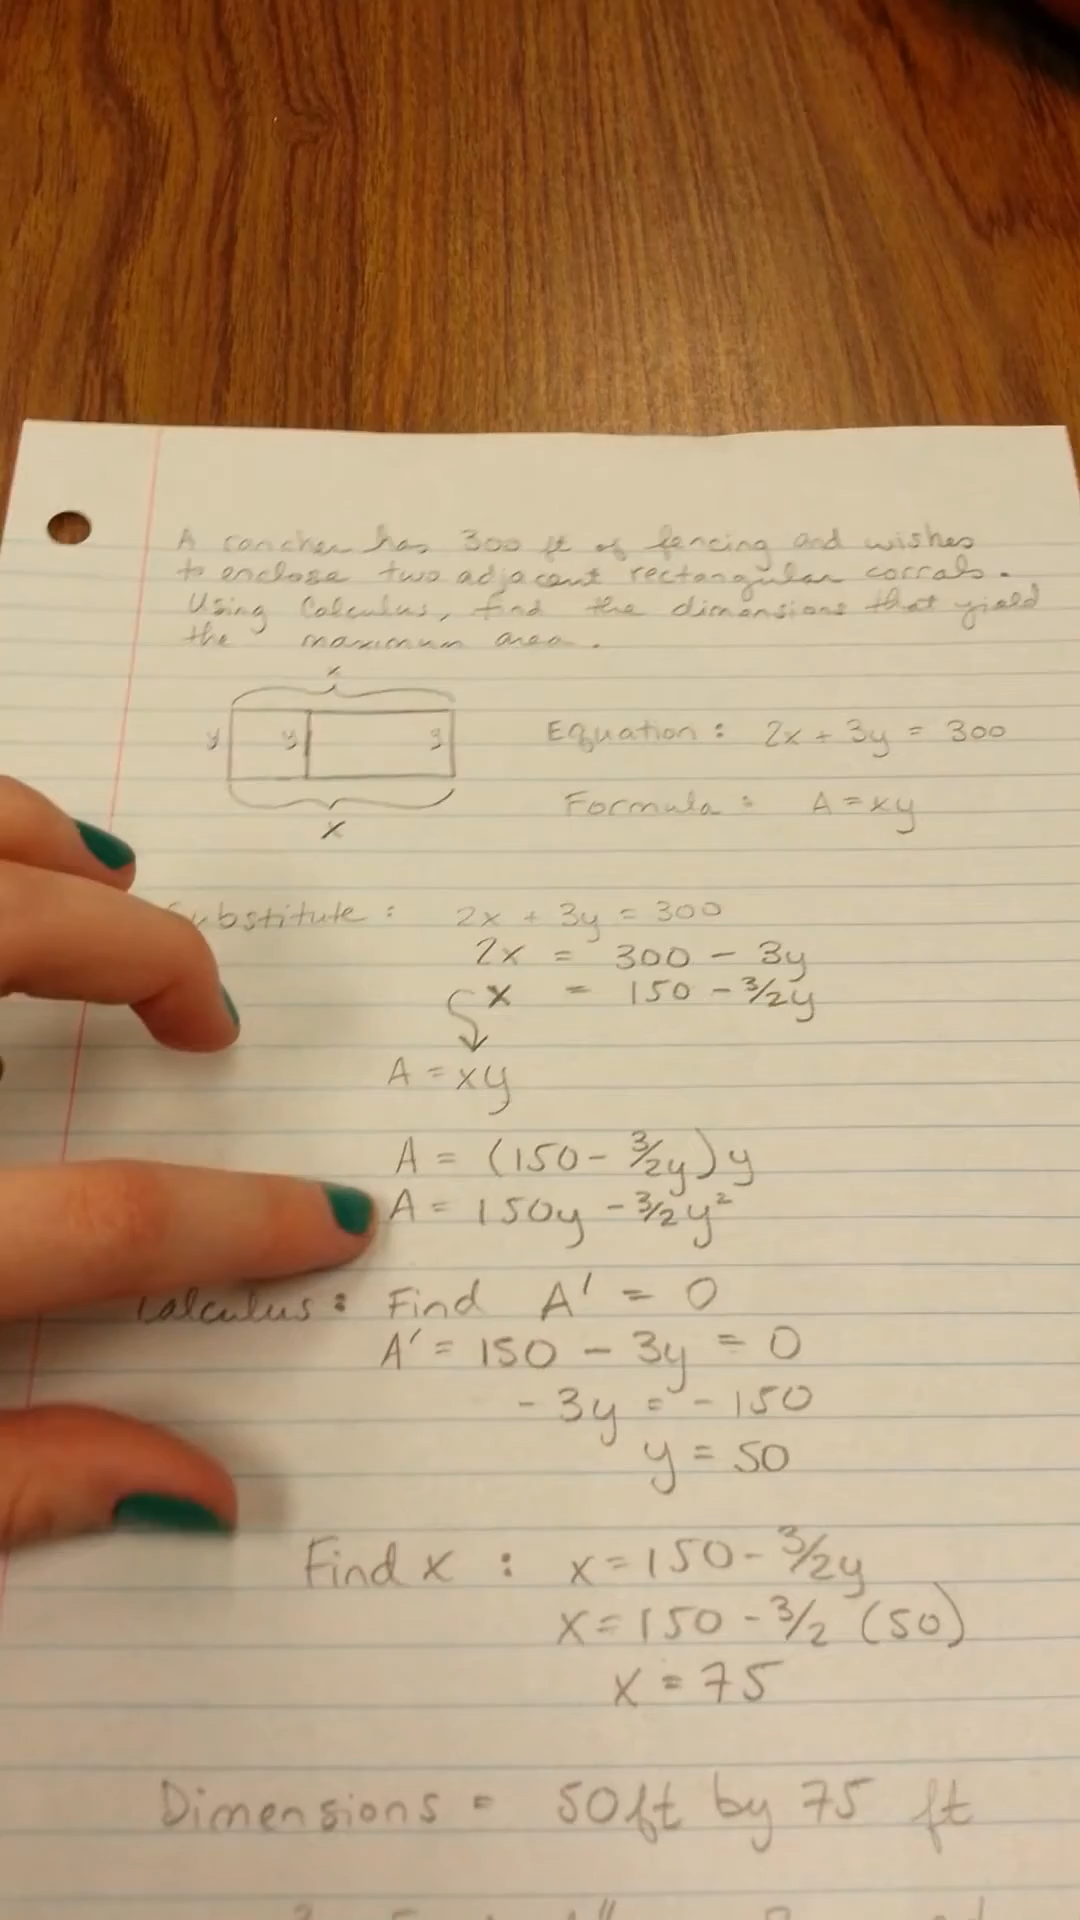 A rancher has 300 ft of fencing and wishes
to enclose two adjacent rectangular corrals.
Using Calculus, find the dimensions that yield
the maximum area.
x
y y y
x
Equation: 2x + 3y = 300
Formula: A = xy
Substitute: 2x + 3y = 300
2x = 300 - 3y
x = 150 - 3/2y
A = xy
A = (150 - 3/2y)y
A = 150y - 3/2y²
Calculus: Find A' = 0
A' = 150 - 3y = 0
-3y = -150
y = 50
Find x: x = 150 - 3/2y
x = 150 - 3/2 (50)
x = 75
Dimensions = 50ft by 75 ft